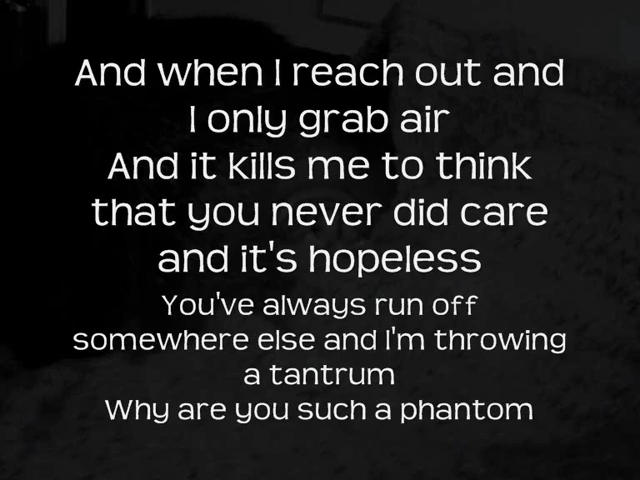 And when I reach out and
I only grab air
And it kills me to think
that you never did care
and it's hopeless
You've always run off
somewhere else and I'm throwing
a tantrum
Why are you such a phantom